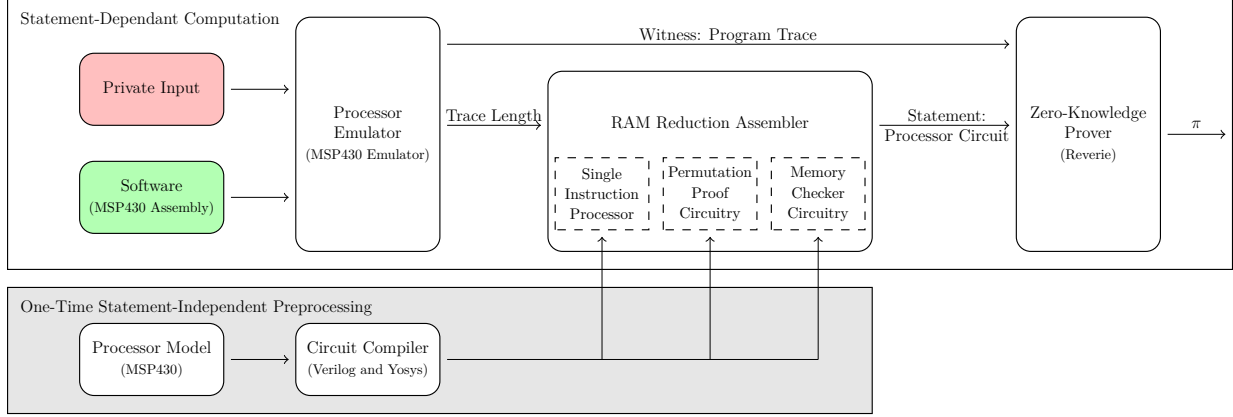 Statement-Dependant Computation
Private Input
Software
(MSP430 Assembly)
Processor
Emulator
(MSP430 Emulator)
Witness: Program Trace
Trace Length
RAM Reduction Assembler
Single
Instruction
Processor
Permutation
Proof
Circuitry
Memory
Checker
Circuitry
Statement:
Processor Circuit
Zero-Knowledge
Prover
(Reverie)
π
One-Time Statement-Independent Preprocessing
Processor Model
(MSP430)
Circuit Compiler
(Verilog and Yosys)